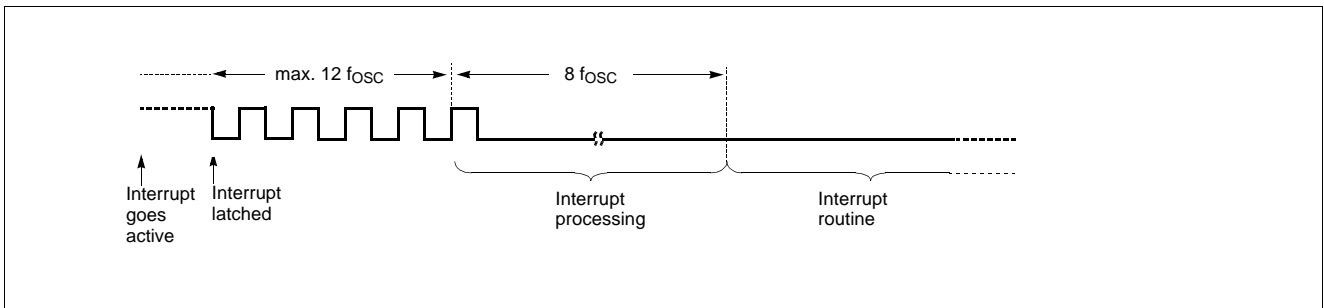 max. 12 fOSC
8 fOSC
Interrupt
goes
active
Interrupt
latched
Interrupt
processing
Interrupt
routine